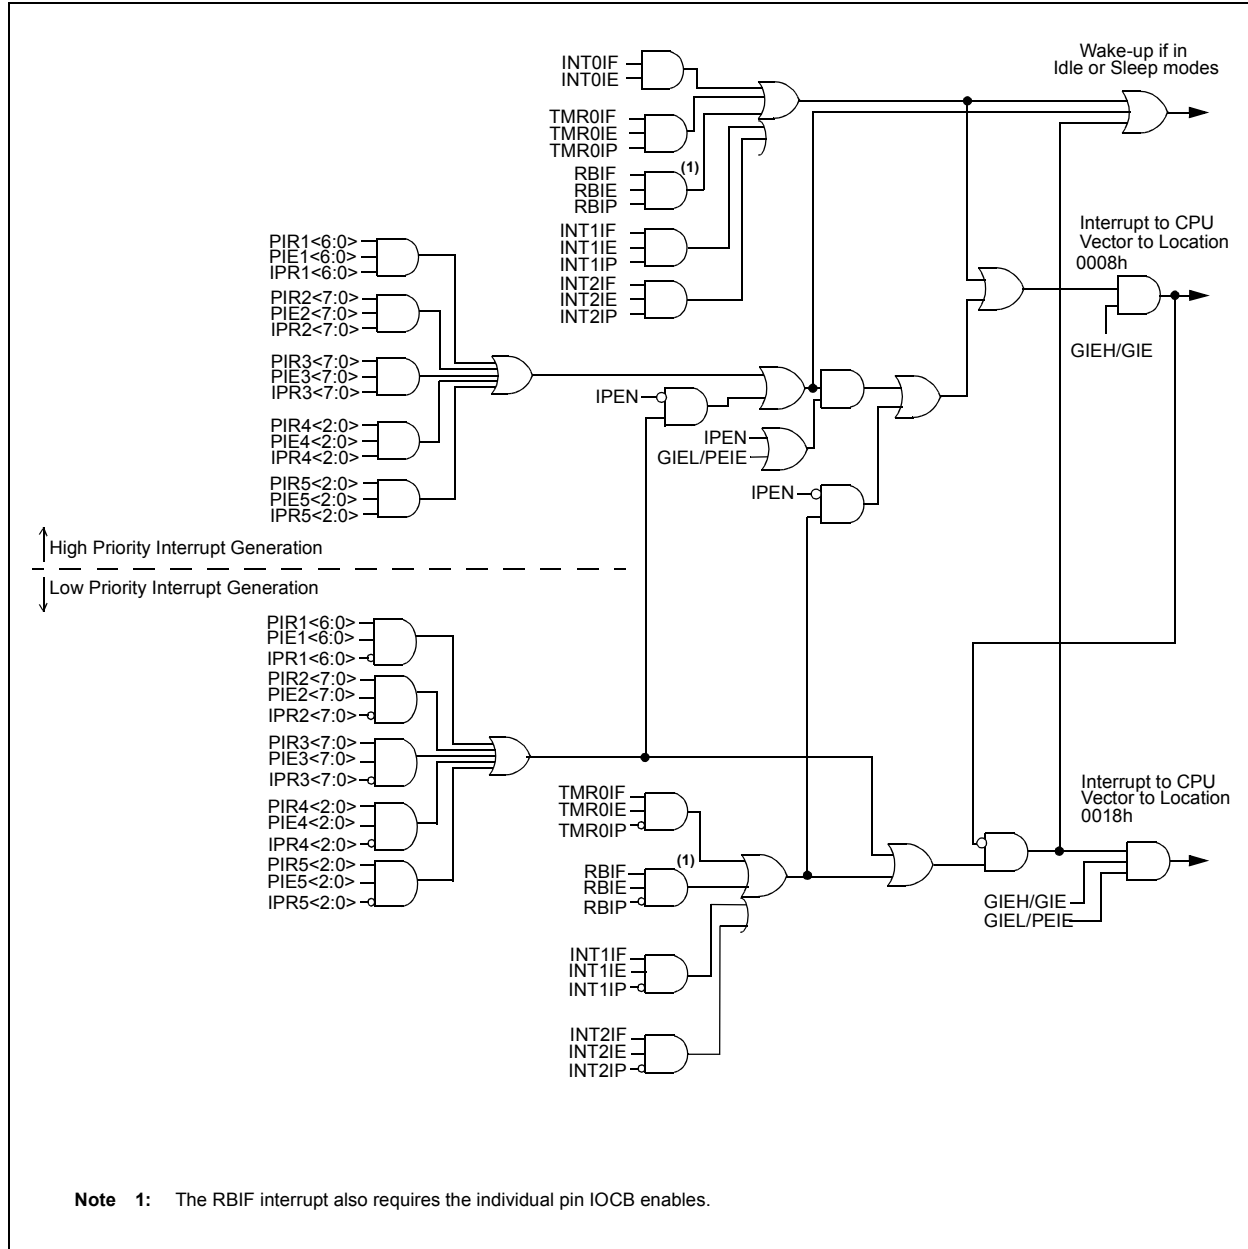 Wake-up if in
Idle or Sleep modes
INT0IF
INT0IE
TMR0IF
TMR0IE
TMR0IP
(1)
RBIF
RBIE
RBIP
INT1IF
INT1IE
INT1IP
INT2IF
INT2IE
INT2IP
Interrupt to CPU
Vector to Location
0008h
GIEH/GIE
PIR1<6:0>
PIE1<6:0>
IPR1<6:0>
PIR2<7:0>
PIE2<7:0>
IPR2<7:0>
PIR3<7:0>
PIE3<7:0>
IPR3<7:0>
PIR4<2:0>
PIE4<2:0>
IPR4<2:0>
PIR5<2:0>
PIE5<2:0>
IPR5<2:0>
IPEN
IPEN
GIEL/PEIE
IPEN
High Priority Interrupt Generation
Low Priority Interrupt Generation
PIR1<6:0>
PIE1<6:0>
IPR1<6:0>
PIR2<7:0>
PIE2<7:0>
IPR2<7:0>
PIR3<7:0>
PIE3<7:0>
IPR3<7:0>
PIR4<2:0>
PIE4<2:0>
IPR4<2:0>
PIR5<2:0>
PIE5<2:0>
IPR5<2:0>
TMR0IF
TMR0IE
TMR0IP
(1)
RBIF
RBIE
RBIP
INT1IF
INT1IE
INT1IP
INT2IF
INT2IE
INT2IP
Interrupt to CPU
Vector to Location
0018h
GIEH/GIE
GIEL/PEIE
Note 1: The RBIF interrupt also requires the individual pin IOCB enables.